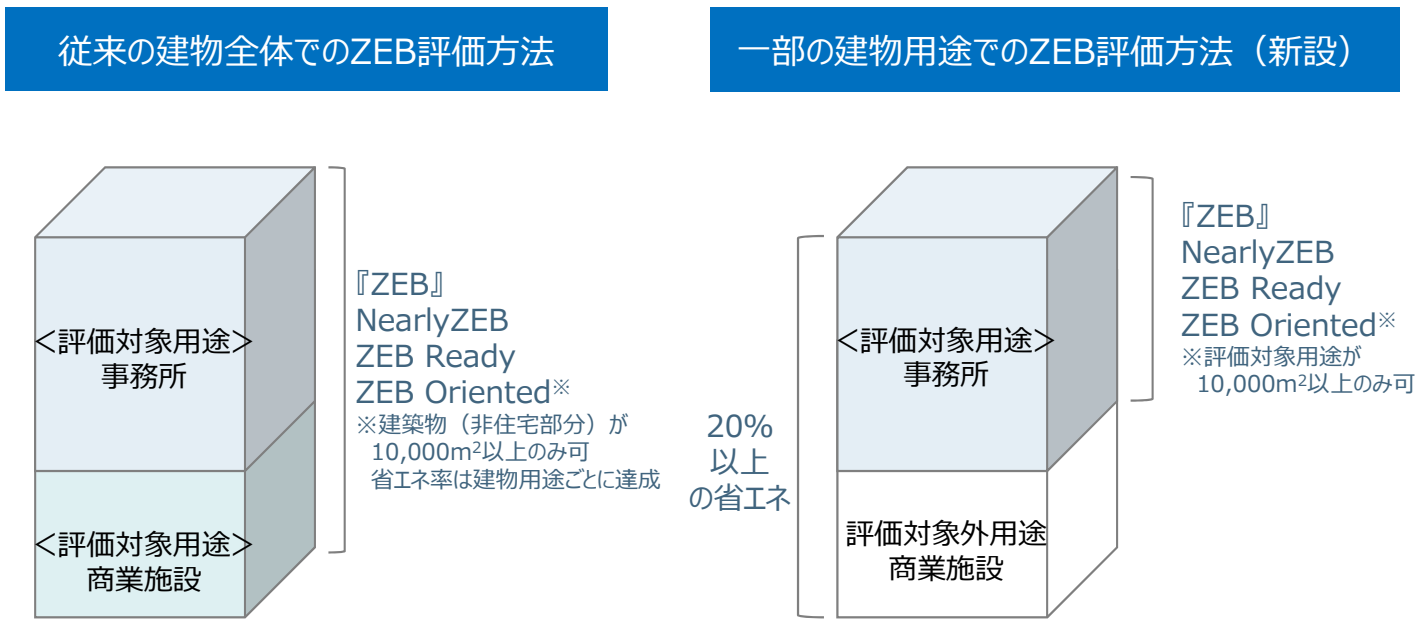 従来の建物全体でのZEB評価方法
＜評価対象用途＞
事務所
＜評価対象用途＞
商業施設
『ZEB』
NearlyZEB
ZEB Ready
ZEB Oriented※
※建築物（非住宅部分）が
10,000m²以上のみ可
省エネ率は建物用途ごとに達成
一部の建物用途でのZEB評価方法（新設）
20%
以上
の省エネ
＜評価対象用途＞
事務所
評価対象外用途
商業施設
『ZEB』
NearlyZEB
ZEB Ready
ZEB Oriented※
※評価対象用途が
10,000m²以上のみ可